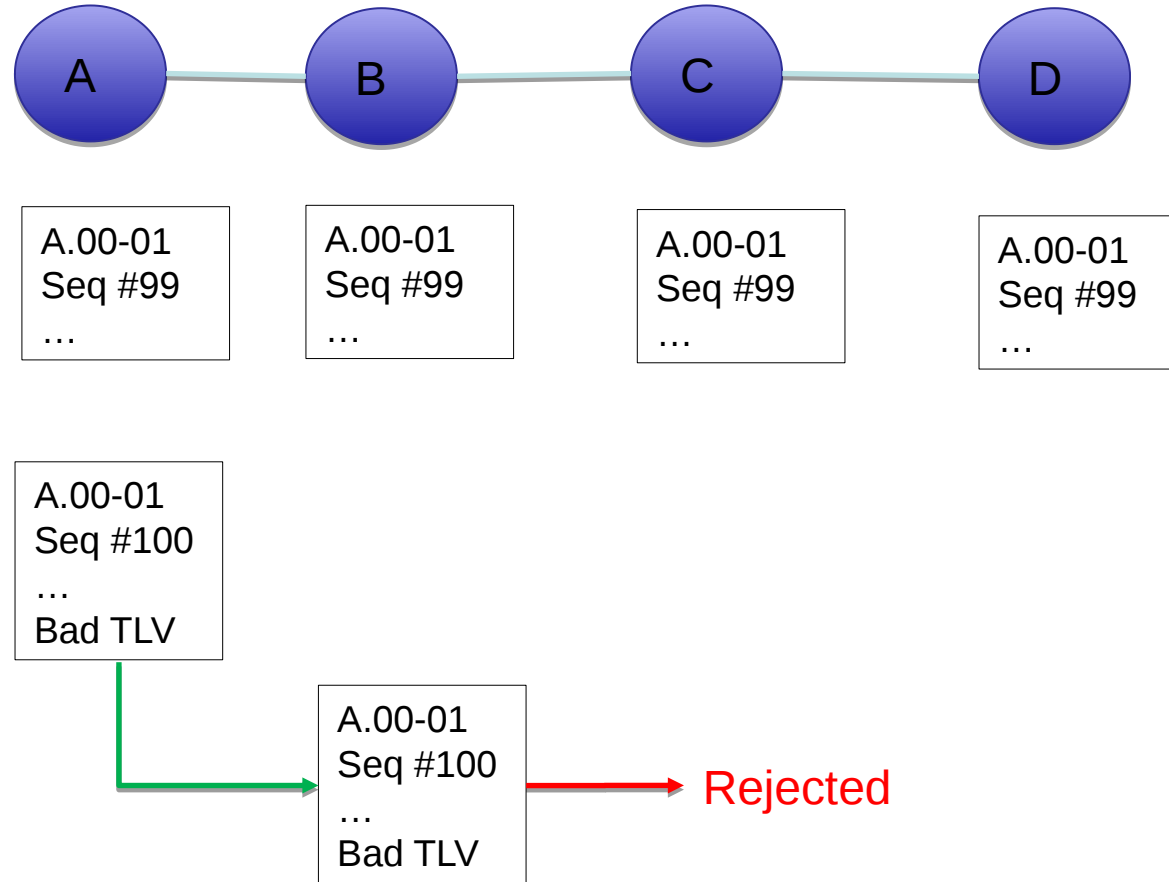 A
B
C
D
A.00-01
Seq #99
…
A.00-01
Seq #99
…
A.00-01
Seq #99
…
A.00-01
Seq #99
…
A.00-01
Seq #100
…
Bad TLV
A.00-01
Seq #100
…
Bad TLV
Rejected